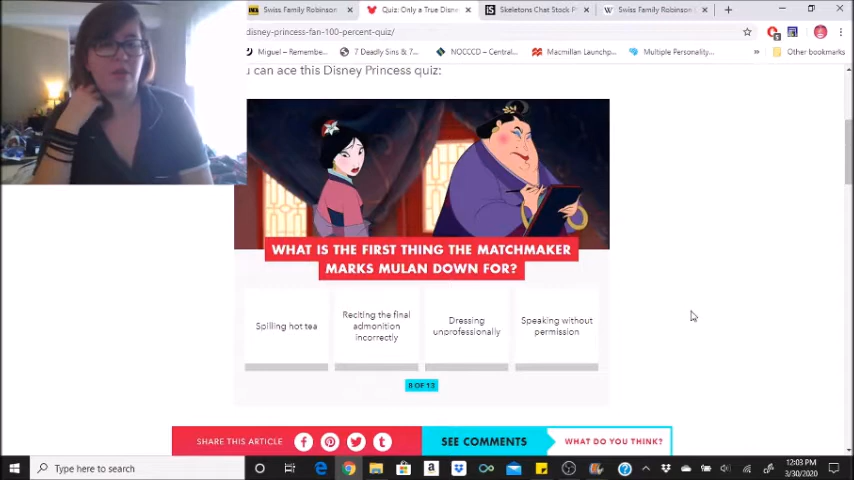 Swiss Family Robinson
Quiz: Only a True Disne
Skeletons Chat Stock P
Swiss Family Robinson
disney-princess-fan-100-percent-quiz/
Miguel – Remembe...
7 Deadly Sins & 7...
NOCCCD – Central...
Macmillan Launchp...
Multiple Personality...
»
Other bookmarks
u can ace this Disney Princess quiz:
WHAT IS THE FIRST THING THE MATCHMAKER
MARKS MULAN DOWN FOR?
Spilling hot tea
Reciting the final
admonition
incorrectly
Dressing
unprofessionally
Speaking without
permission
8 OF 13
SHARE THIS ARTICLE
SEE COMMENTS
WHAT DO YOU THINK?
Type here to search
12:03 PM
3/30/2020